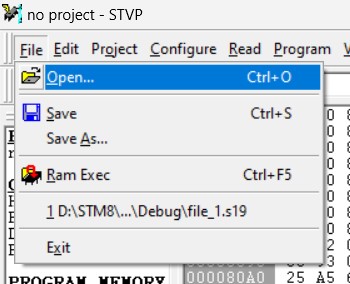 no project - STVP
File Edit Project Configure Read Program
Open... Ctrl+O
Save Ctrl+S
Save As...
Ram Exec Ctrl+F5
1 D:\STM8\...\Debug\file_1.s19
Exit
PROGRAM MEMORY
000080A0 25 A5